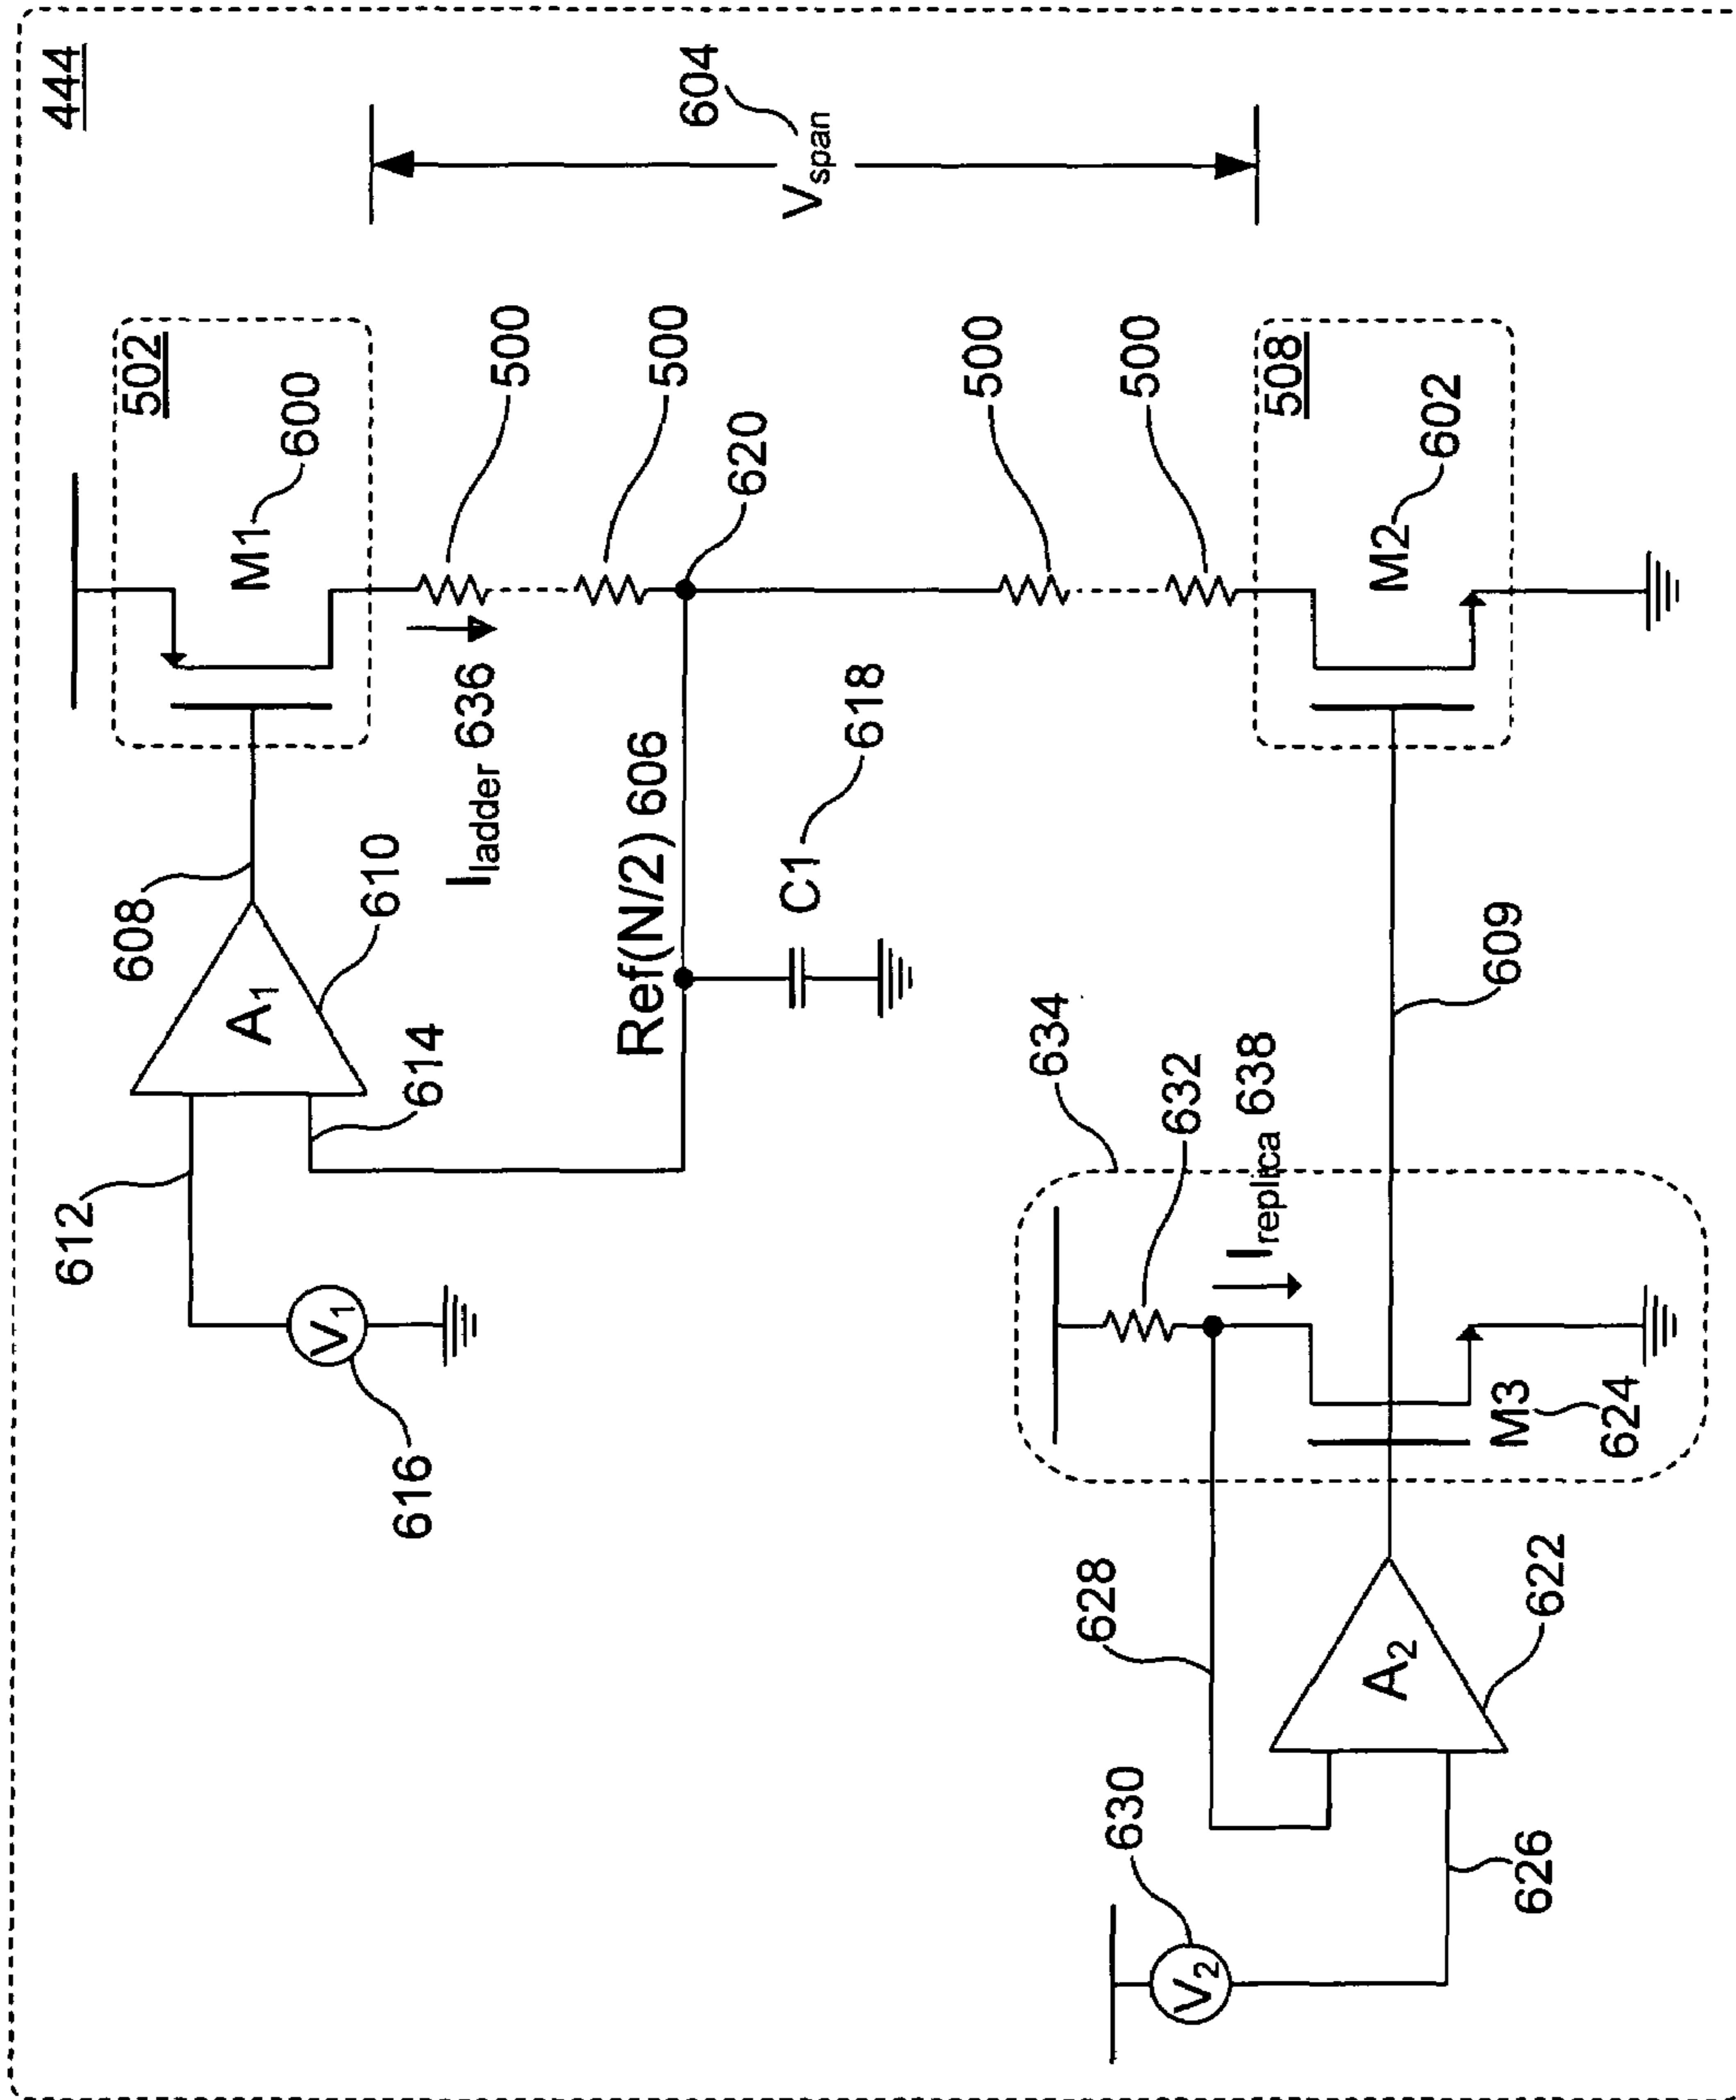 444
502
M1
600
608
A1
610
612
614
V1
616
Iladder 636
500
500
Ref(N/2) 606
620
C1
618
Vspan
604
500
500
508
M2
602
609
634
632
Ireplica 638
M3
624
628
A2
622
630
V2
626